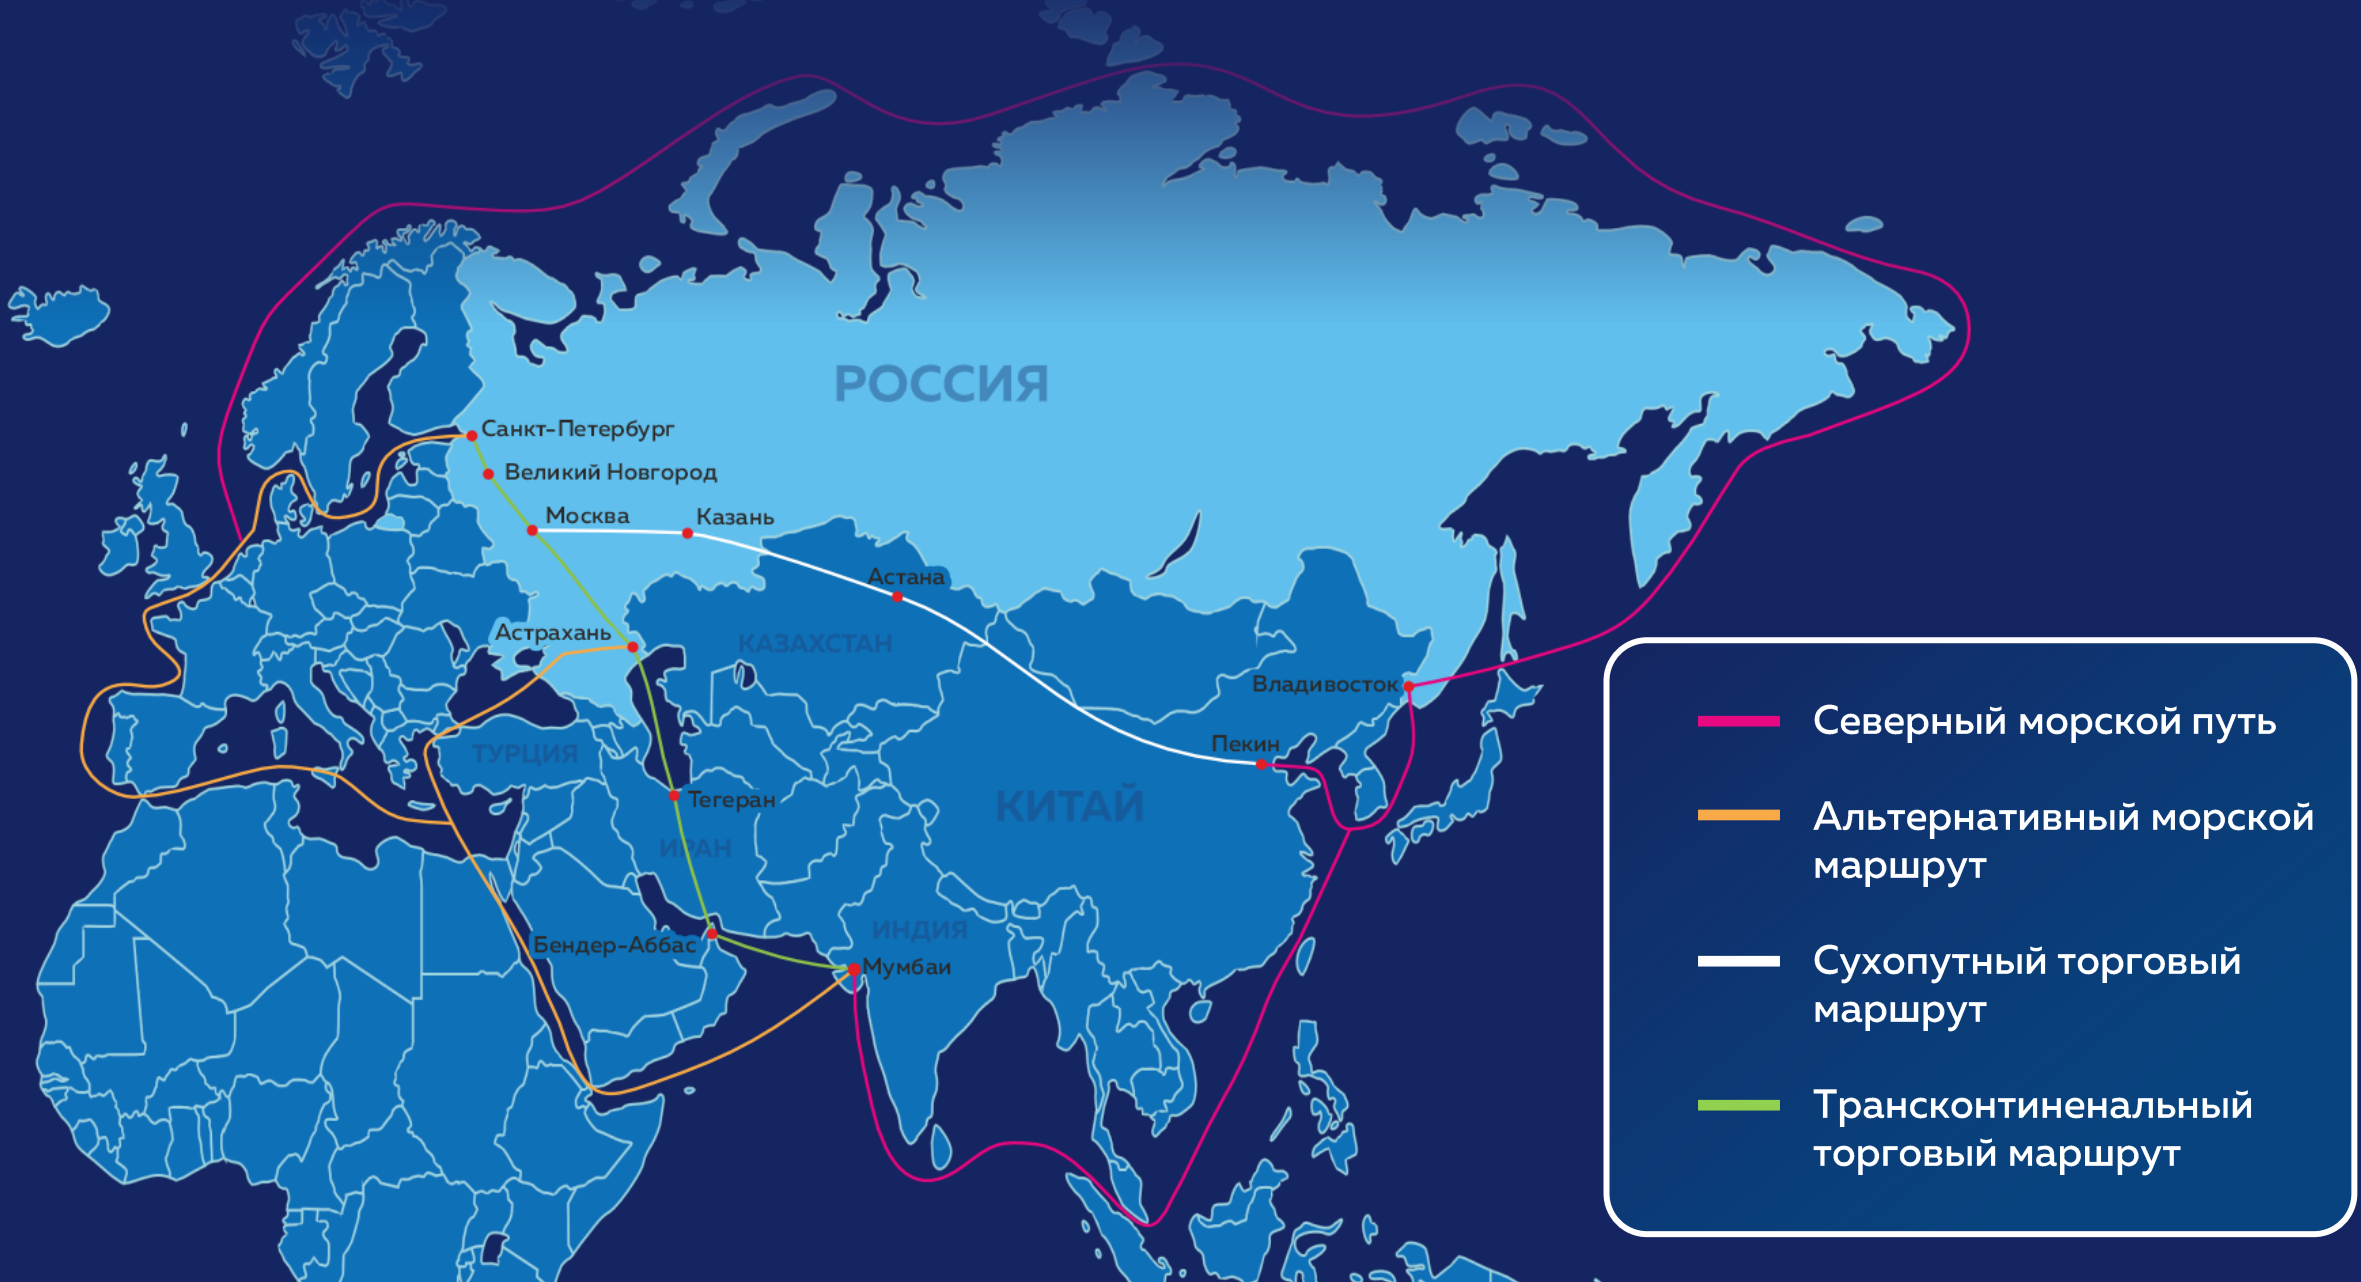 РОССИЯ
Санкт-Петербург
Великий Новгород
Москва
Казань
Астана
Астрахань
КАЗАХСТАН
Владивосток
Пекин
ТУРЦИЯ
Тегеран
КИТАЙ
ИРАН
ИНДИЯ
Бендер-Аббас
Мумбаи
Северный морской путь
Альтернативный морской
маршрут
Сухопутный торговый
маршрут
Трансконтиненальный
торговый маршрут